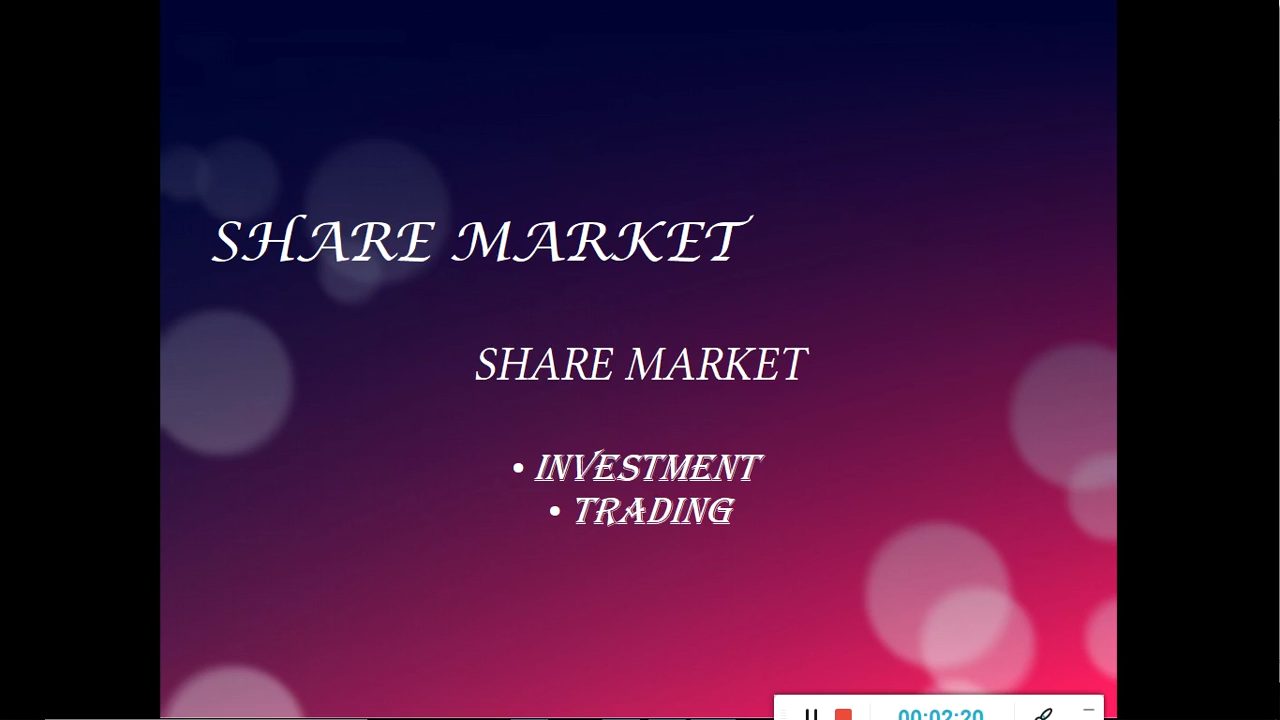 SHARE MARKET
SHARE MARKET
• INVESTMENT
• TRADING
00:02:20